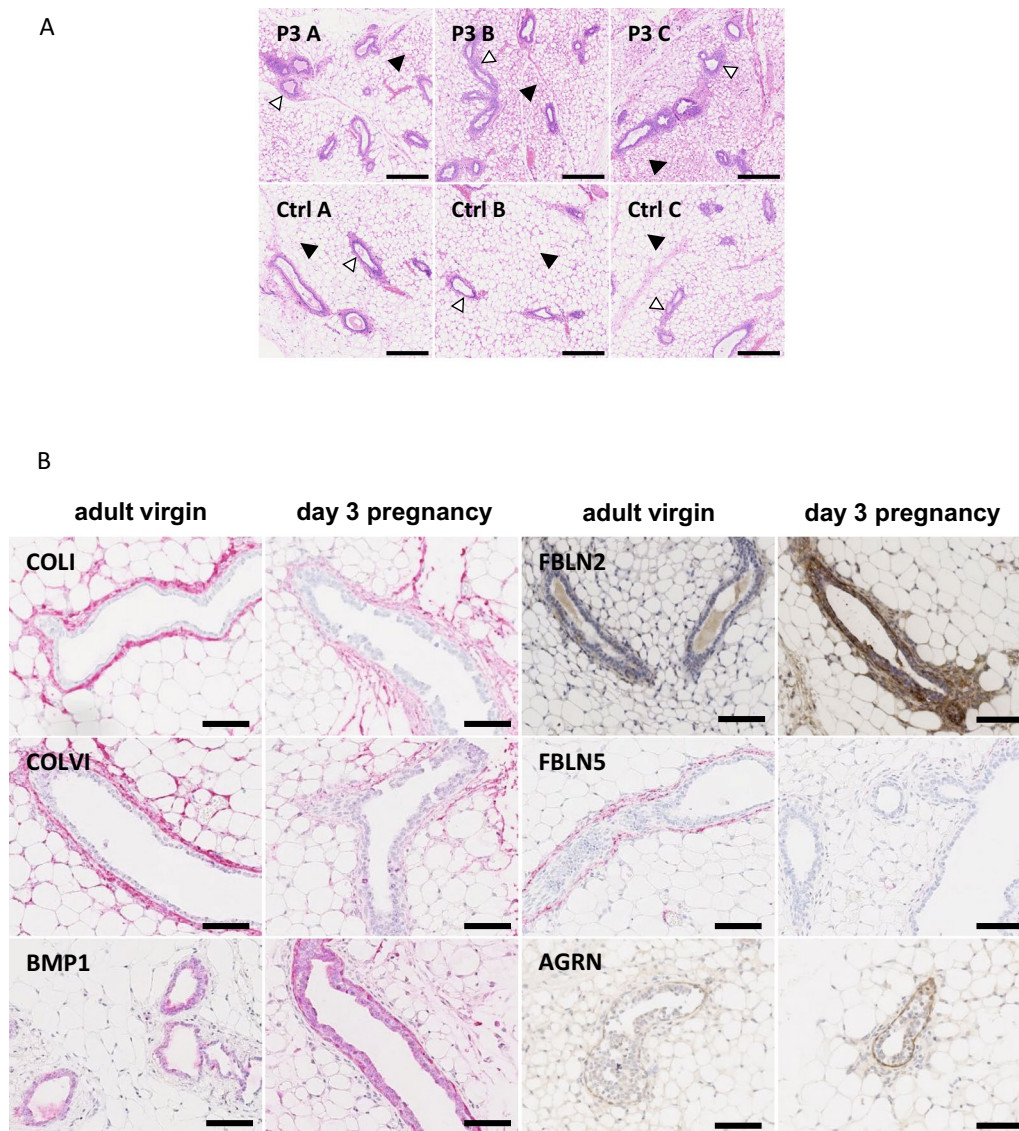 A
P3 A
P3 B
P3 C
Ctrl A
Ctrl B
Ctrl C
B
adult virgin
day 3 pregnancy
adult virgin
day 3 pregnancy
COLI
FBLN2
COLVI
FBLN5
BMP1
AGRN